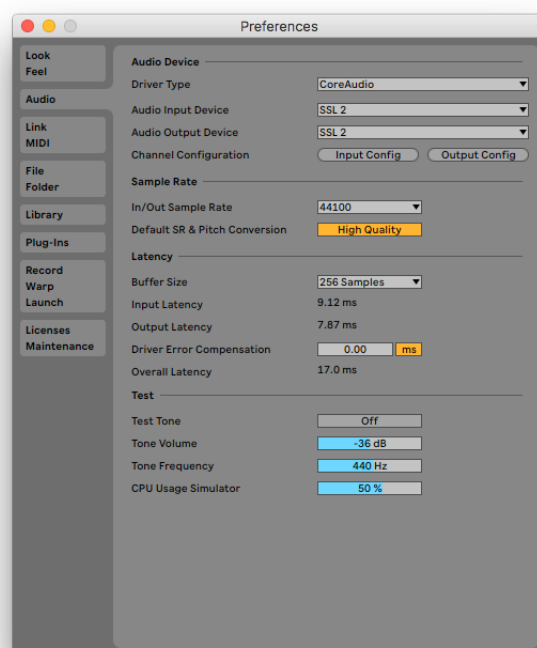 Preferences
Look
Feel
Audio
Link
MIDI
File
Folder
Library
Plug-Ins
Record
Warp
Launch
Licenses
Maintenance
Audio Device
Driver Type CoreAudio
Audio Input Device SSL 2
Audio Output Device SSL 2
Channel Configuration Input Config Output Config
Sample Rate
In/Out Sample Rate 44100
Default SR & Pitch Conversion High Quality
Latency
Buffer Size 256 Samples
Input Latency 9.12 ms
Output Latency 7.87 ms
Driver Error Compensation 0.00 ms
Overall Latency 17.0 ms
Test
Test Tone Off
Tone Volume -36 dB
Tone Frequency 440 Hz
CPU Usage Simulator 50 %